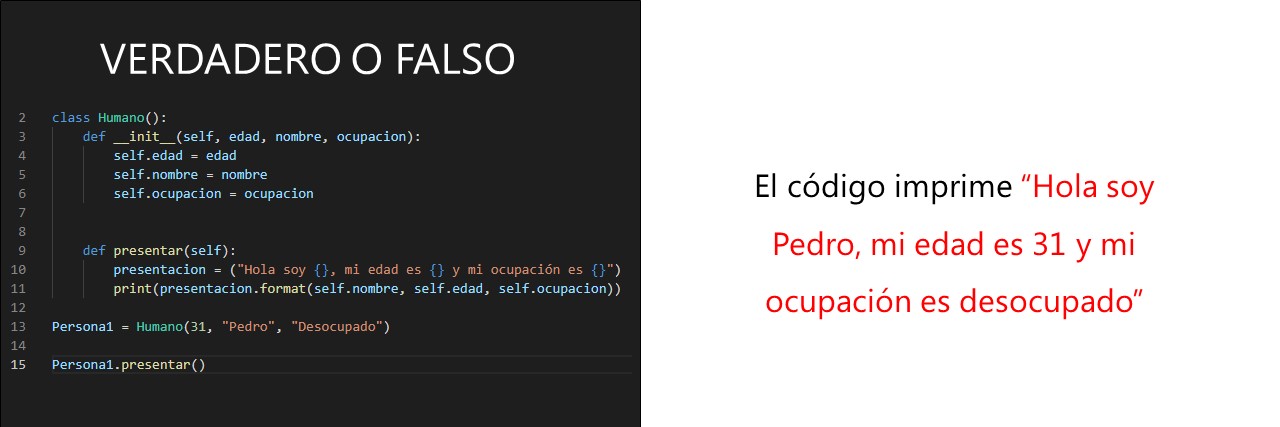 VERDADERO O FALSO
2 class Humano():
3 def __init__(self, edad, nombre, ocupacion):
4 self.edad = edad
5 self.nombre = nombre
6 self.ocupacion = ocupacion
7
8
9 def presentar(self):
10 presentacion = ("Hola soy {}, mi edad es {} y mi ocupación es {}")
11 print(presentacion.format(self.nombre, self.edad, self.ocupacion))
12
13 Persona1 = Humano(31, "Pedro", "Desocupado")
14
15 Persona1.presentar()
El código imprime “Hola soy
Pedro, mi edad es 31 y mi
ocupación es desocupado”